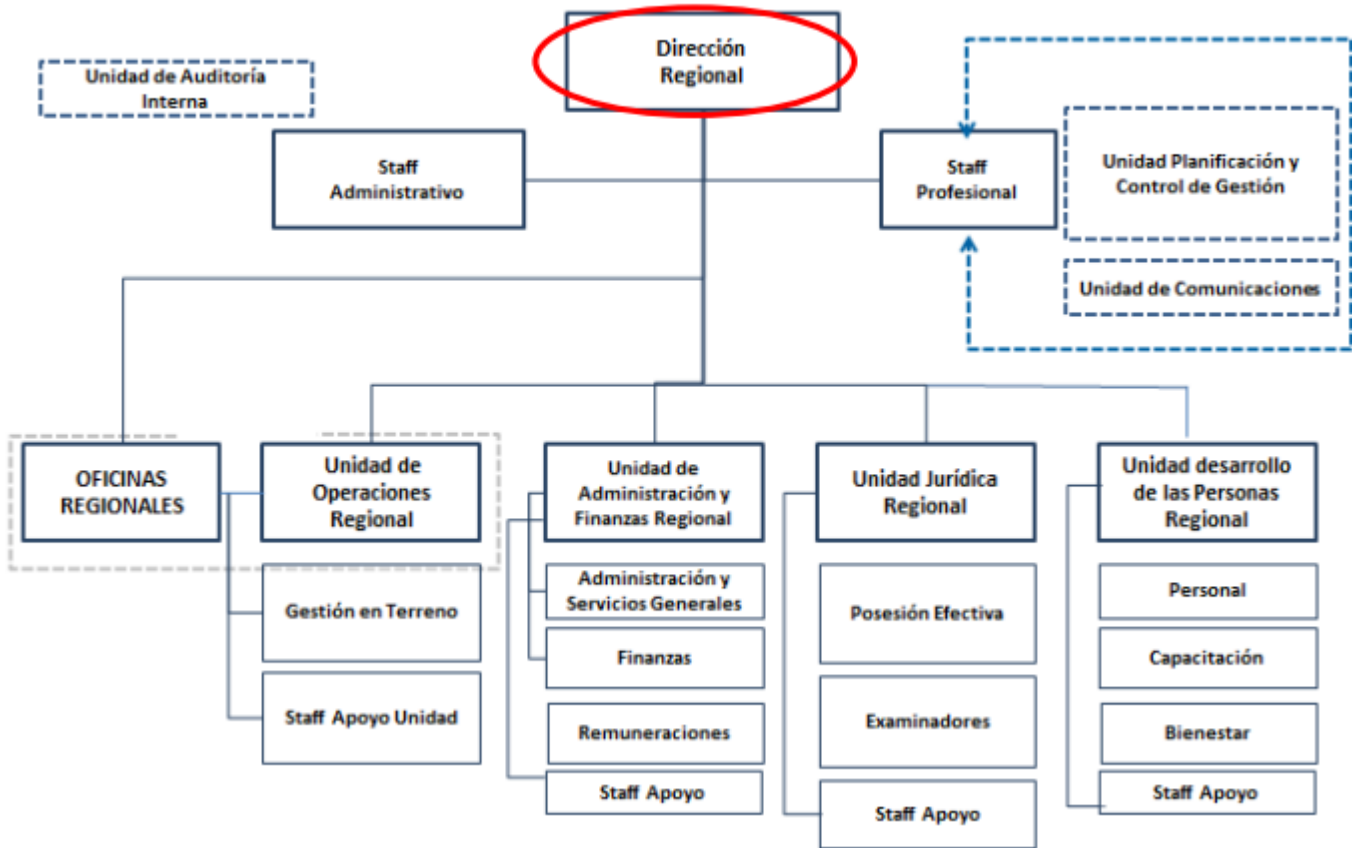 Dirección
Regional
Unidad de Auditoría
Interna
Staff
Administrativo
Staff
Profesional
Unidad Planificación y
Control de Gestión
Unidad de Comunicaciones
OFICINAS
REGIONALES
Unidad de
Operaciones
Regional
Gestión en Terreno
Staff Apoyo Unidad
Unidad de
Administración y
Finanzas Regional
Administración y
Servicios Generales
Finanzas
Remuneraciones
Staff Apoyo
Unidad Jurídica
Regional
Posesión Efectiva
Examinadores
Staff Apoyo
Unidad desarrollo
de las Personas
Regional
Personal
Capacitación
Bienestar
Staff Apoyo